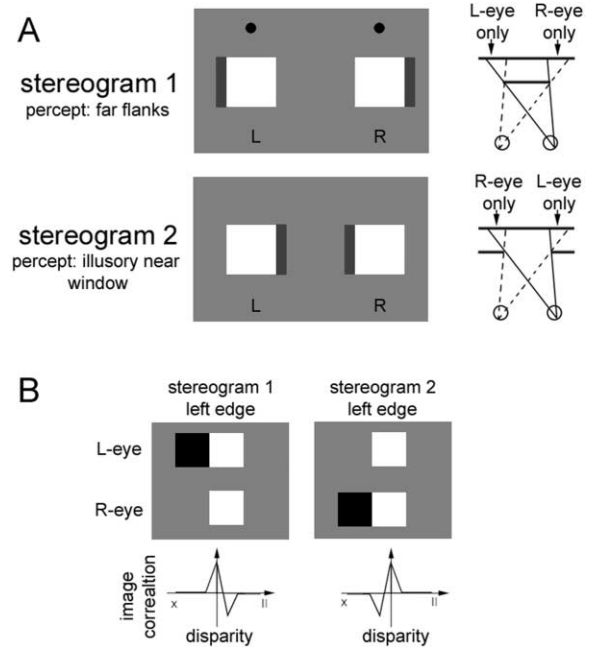 A
stereogram 1
percept: far flanks
L R
L-eye only
R-eye only
stereogram 2
percept: illusory near
window
L R
R-eye only
L-eye only
B
stereogram 1
left edge
stereogram 2
left edge
L-eye
R-eye
image
correaltion
x II
disparity
x II
disparity